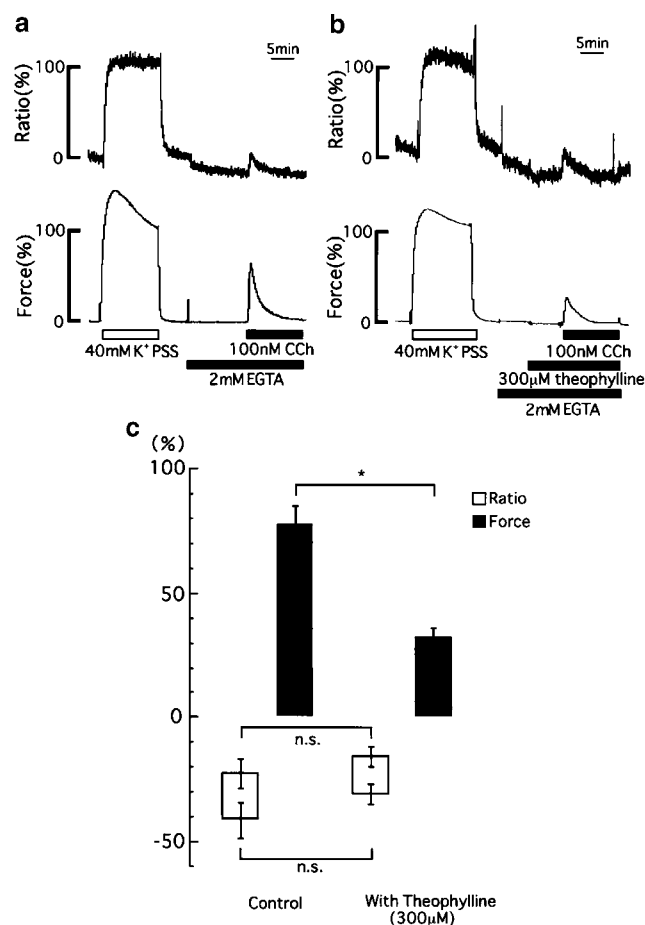 a
5min
100
0
Ratio(%)
100
0
Force(%)
40mM K⁺ PSS
100nM CCh
2mM EGTA
b
5min
100
0
Ratio(%)
100
0
Force(%)
40mM K⁺ PSS
100nM CCh
300μM theophylline
2mM EGTA
c
(%)
100
50
0
-50
*
Ratio
Force
n.s.
n.s.
Control
With Theophylline
(300μM)